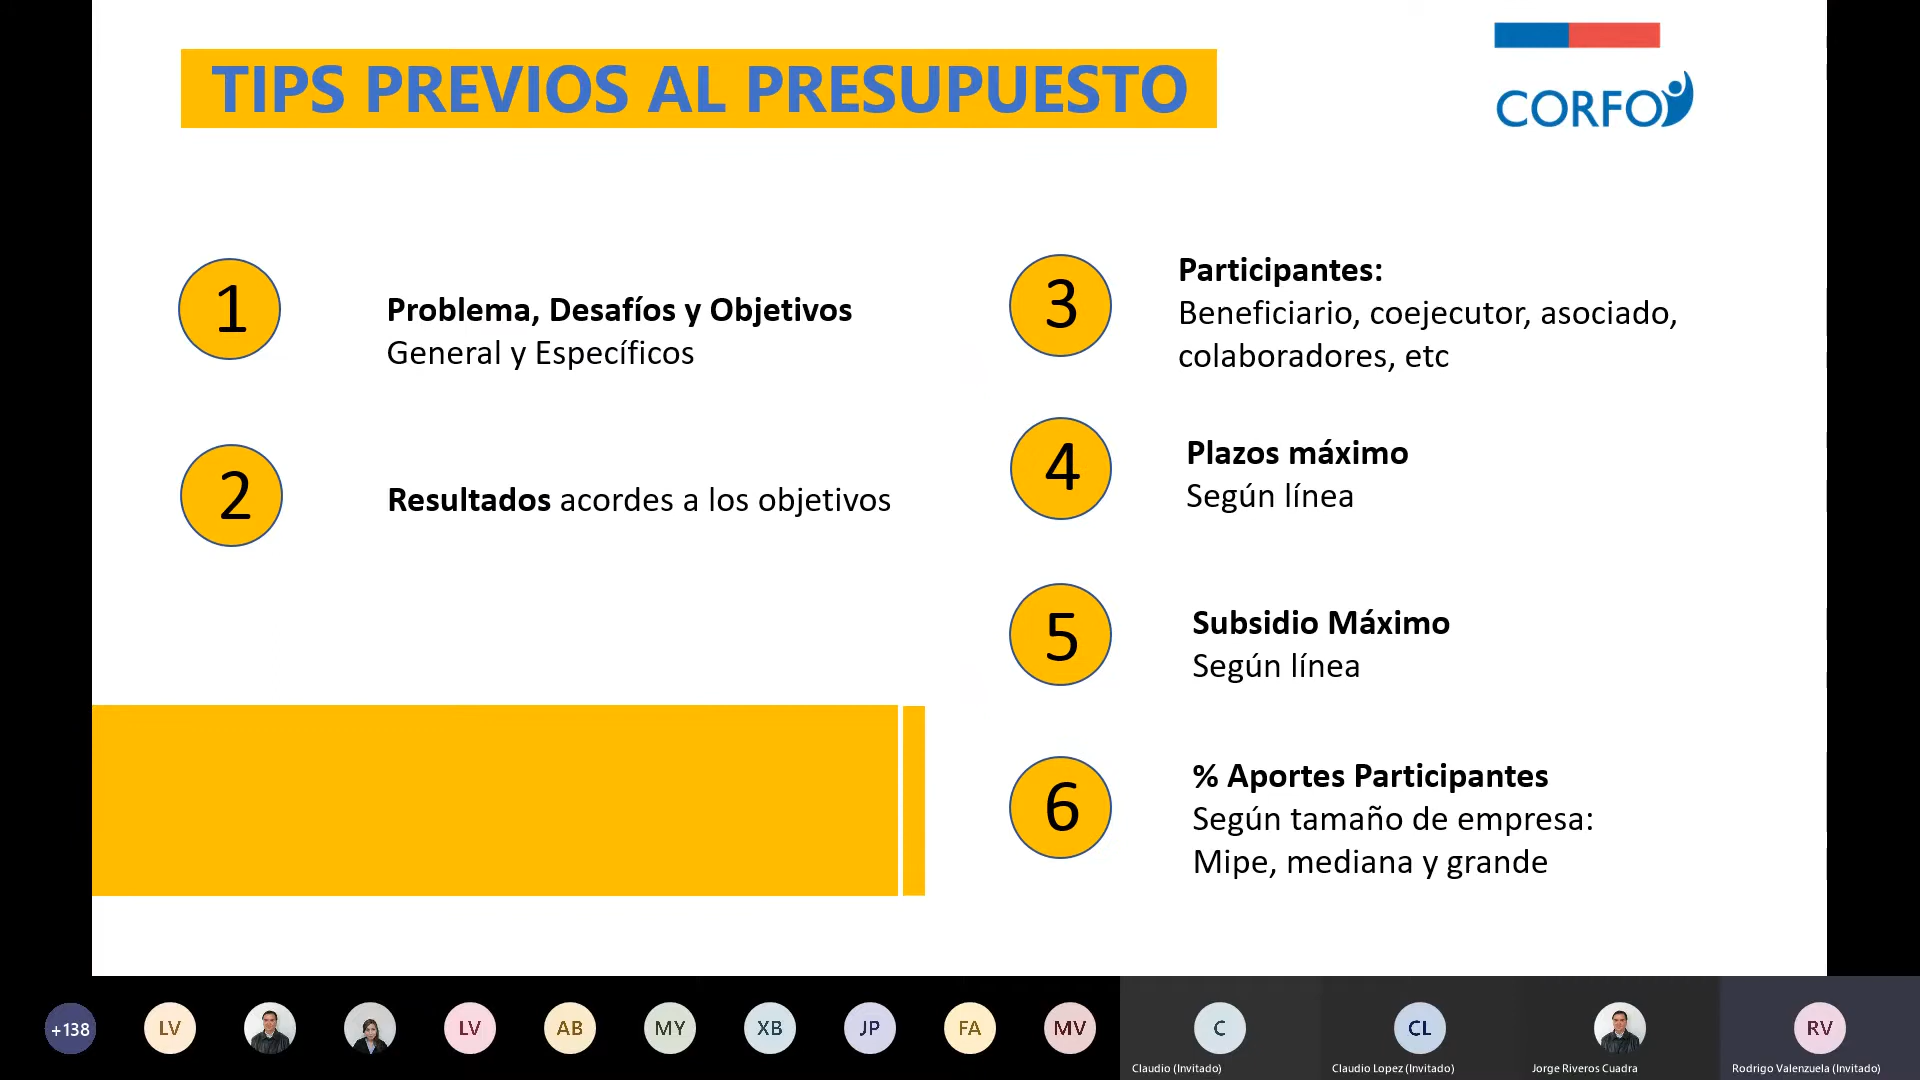 TIPS PREVIOS AL PRESUPUESTO
CORFO
1
Problema, Desafíos y Objetivos
General y Específicos
2
Resultados acordes a los objetivos
3
Participantes:
Beneficiario, coejecutor, asociado,
colaboradores, etc
4
Plazos máximo
Según línea
5
Subsidio Máximo
Según línea
6
% Aportes Participantes
Según tamaño de empresa:
Mipe, mediana y grande
+138
LV
LV
AB
MY
XB
JP
FA
MV
C
Claudio (Invitado)
CL
Claudio Lopez (Invitado)
Jorge Riveros Cuadra
RV
Rodrigo Valenzuela (Invitado)